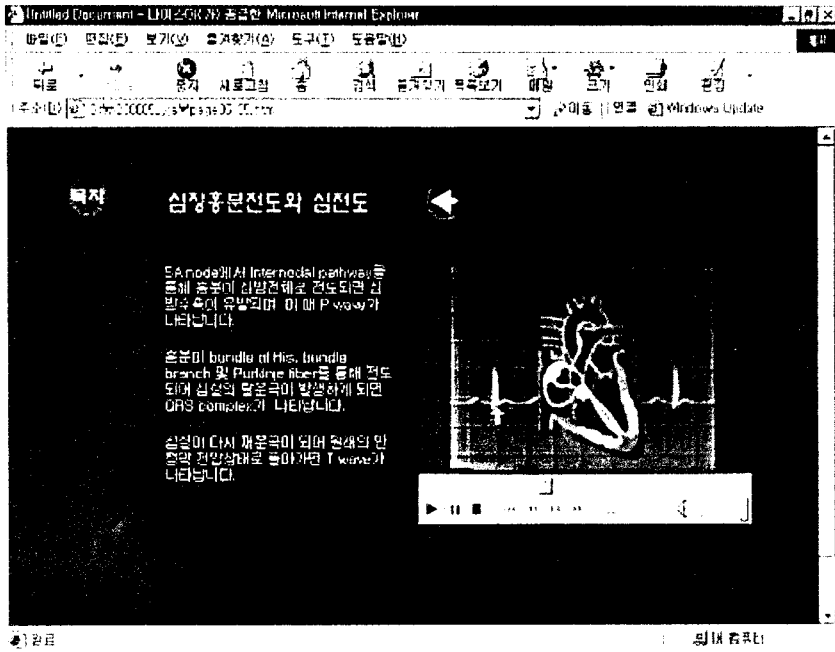 Untitled Document - 나이스OK가 공급한 Microsoft Internet Explorer
파일(F) 편집(E) 보기(V) 즐겨찾기(A) 도구(T) 도움말(H)
뒤로 중지 새로고침 홈 검색 즐겨찾기 목록보기 메일 크기 인쇄 편집
주소(D) 이동 연결 Windows Update
목차 심장흥분전도와 심전도
SA node에서 Internodal pathway를
통해 흥분이 심방전체로 전도되면 심
방수축이 유발되며 이 때 P wave가
나타납니다.
흥분이 bundle of His, bundle
branch 및 Purkinje fiber를 통해 전도
되어 심실의 탈분극이 발생하게 되면
QRS complex가 나타납니다.
심실이 다시 재분극이 되어 원래의 안
정막 전압상태로 돌아가면 T wave가
나타납니다.
완료 내 컴퓨터